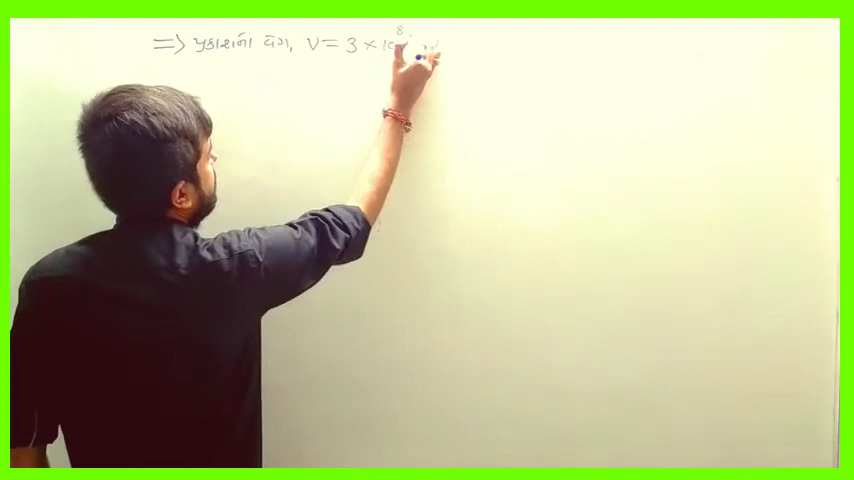 => પ્રકાશનો વેગ, V = 3 × 10⁸